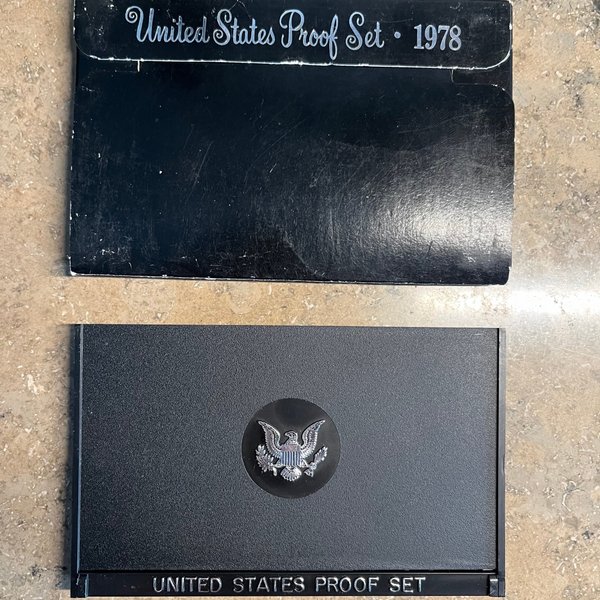 United States Proof Set · 1978
UNITED STATES PROOF SET